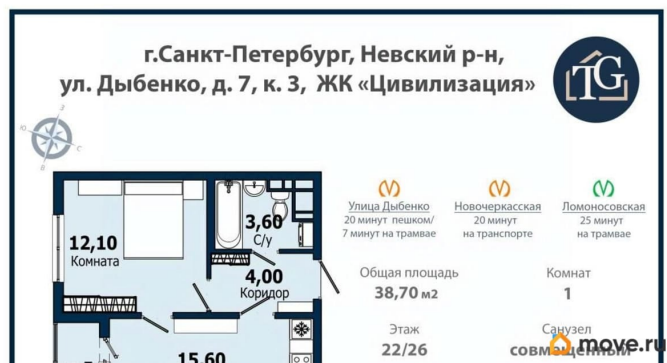 г.Санкт-Петербург, Невский р-н,
ул. Дыбенко, д. 7, к. 3, ЖК «Цивилизация»
TG
З
Ю
С
В
Улица Дыбенко
20 минут пешком/
7 минут на трамвае
Новочеркасская
20 минут
на транспорте
Ломоносовская
25 минут
на трамвае
12,10
Комната
3,60
С/у
4,00
Коридор
15,60
Общая площадь
38,70 м2
Комнат
1
Этаж
22/26
Санузел
совмещенный
move.ru